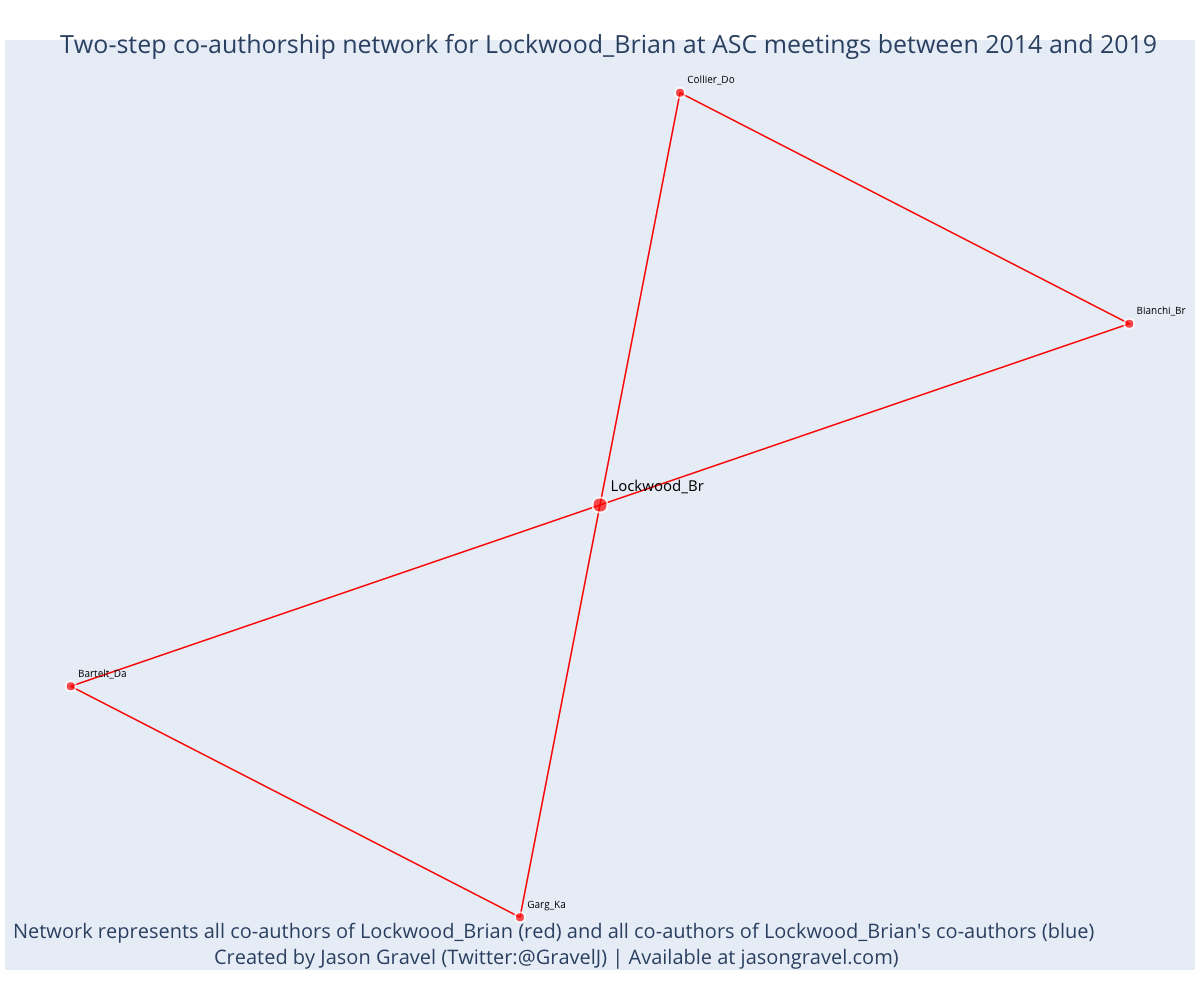 Two-step co-authorship network for Lockwood_Brian at ASC meetings between 2014 and 2019
Collier_Do
Bianchi_Br
Lockwood_Br
Bartelt_Da
Garg_Ka
Network represents all co-authors of Lockwood_Brian (red) and all co-authors of Lockwood_Brian's co-authors (blue)
Created by Jason Gravel (Twitter:@GravelJ) | Available at jasongravel.com)